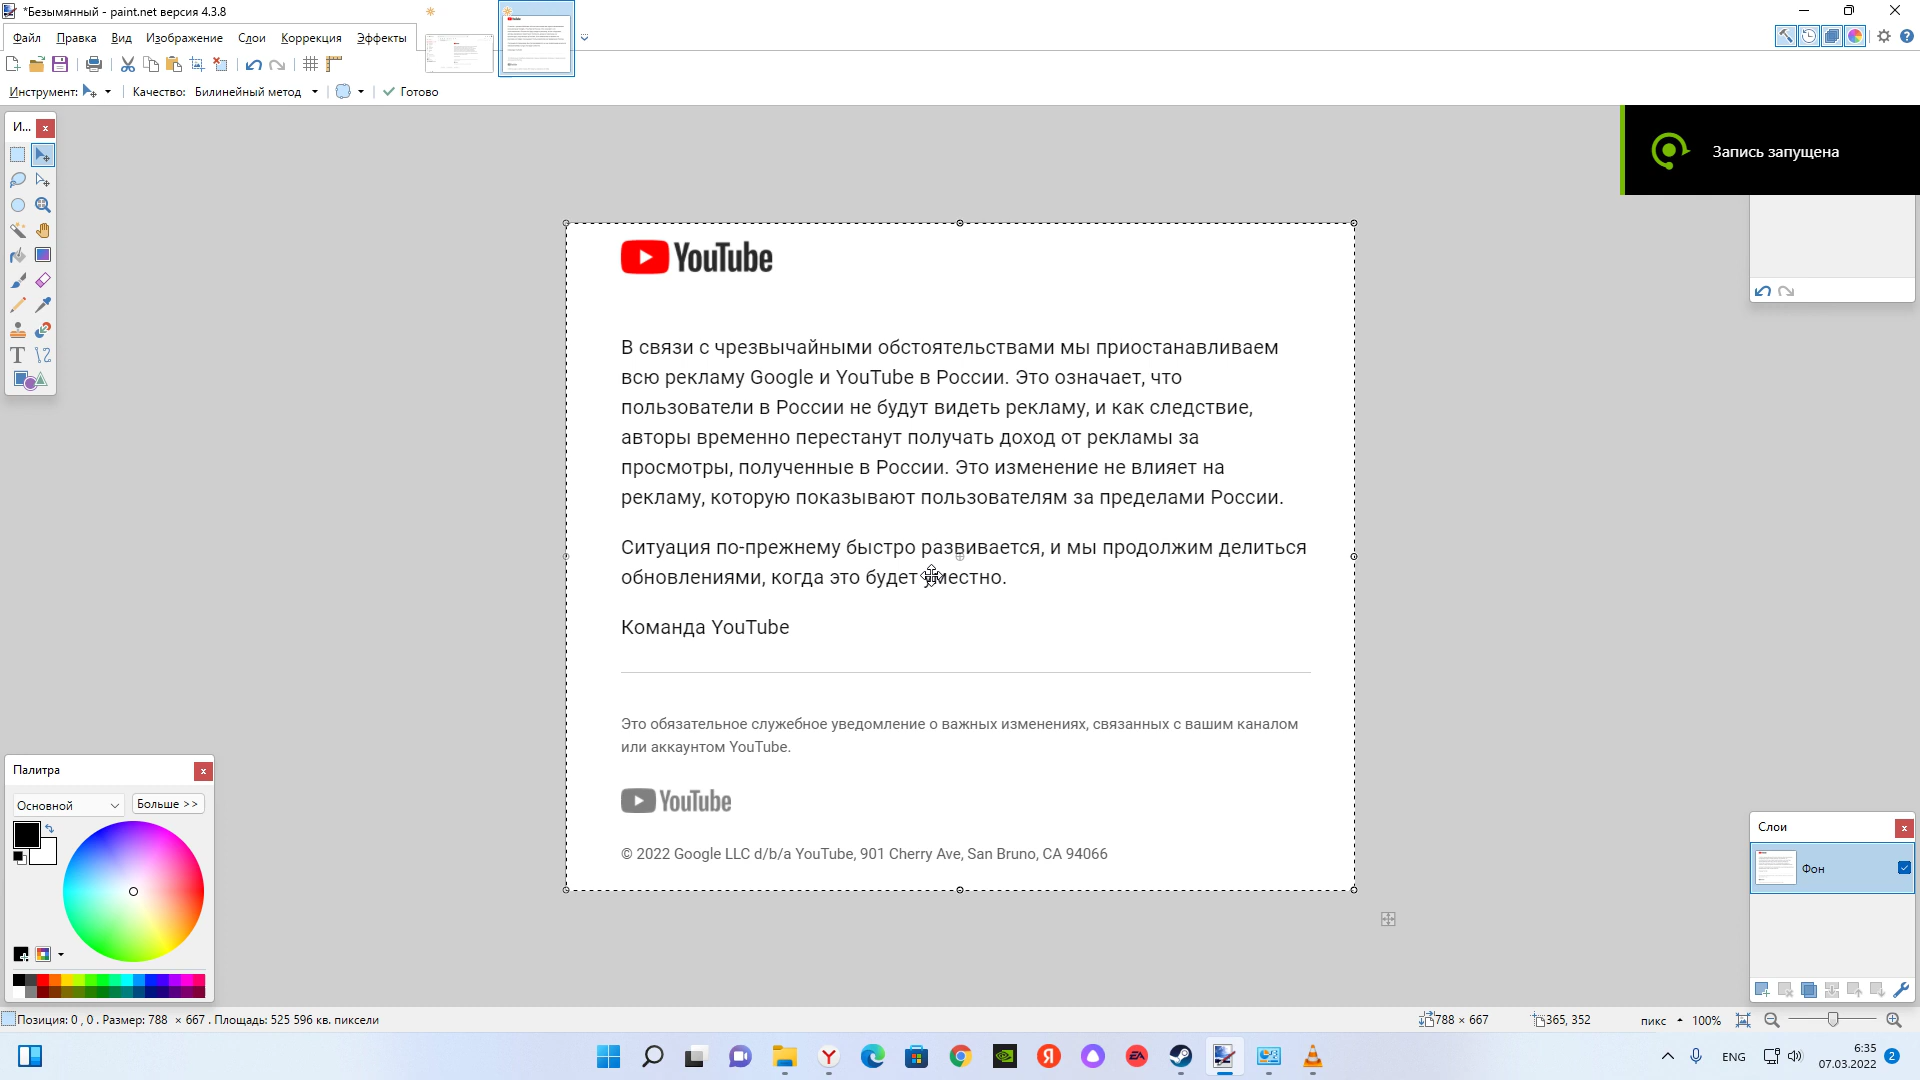 *Безымянный - paint.net версия 4.3.8
Файл Правка Вид Изображение Слои Коррекция Эффекты
Инструмент: Качество: Билинейный метод Готово
И...
Запись запущена
YouTube
В связи с чрезвычайными обстоятельствами мы приостанавливаем
всю рекламу Google и YouTube в России. Это означает, что
пользователи в России не будут видеть рекламу, и как следствие,
авторы временно перестанут получать доход от рекламы за
просмотры, полученные в России. Это изменение не влияет на
рекламу, которую показывают пользователям за пределами России.
Ситуация по-прежнему быстро развивается, и мы продолжим делиться
обновлениями, когда это будет уместно.
Команда YouTube
Это обязательное служебное уведомление о важных изменениях, связанных с вашим каналом
или аккаунтом YouTube.
YouTube
© 2022 Google LLC d/b/a YouTube, 901 Cherry Ave, San Bruno, CA 94066
Палитра
Основной Больше >>
Слои
Фон
Позиция: 0 , 0 . Размер: 788 × 667 . Площадь: 525 596 кв. пиксели
788 × 667 365, 352 пикс 100%
ENG 6:35
07.03.2022 2